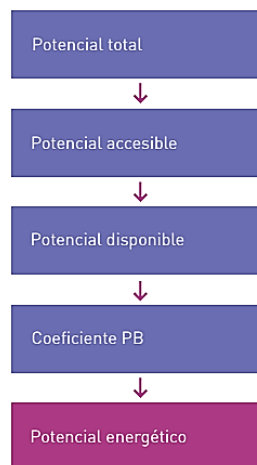 Potencial total
Potencial accesible
Potencial disponible
Coeficiente PB
Potencial energético